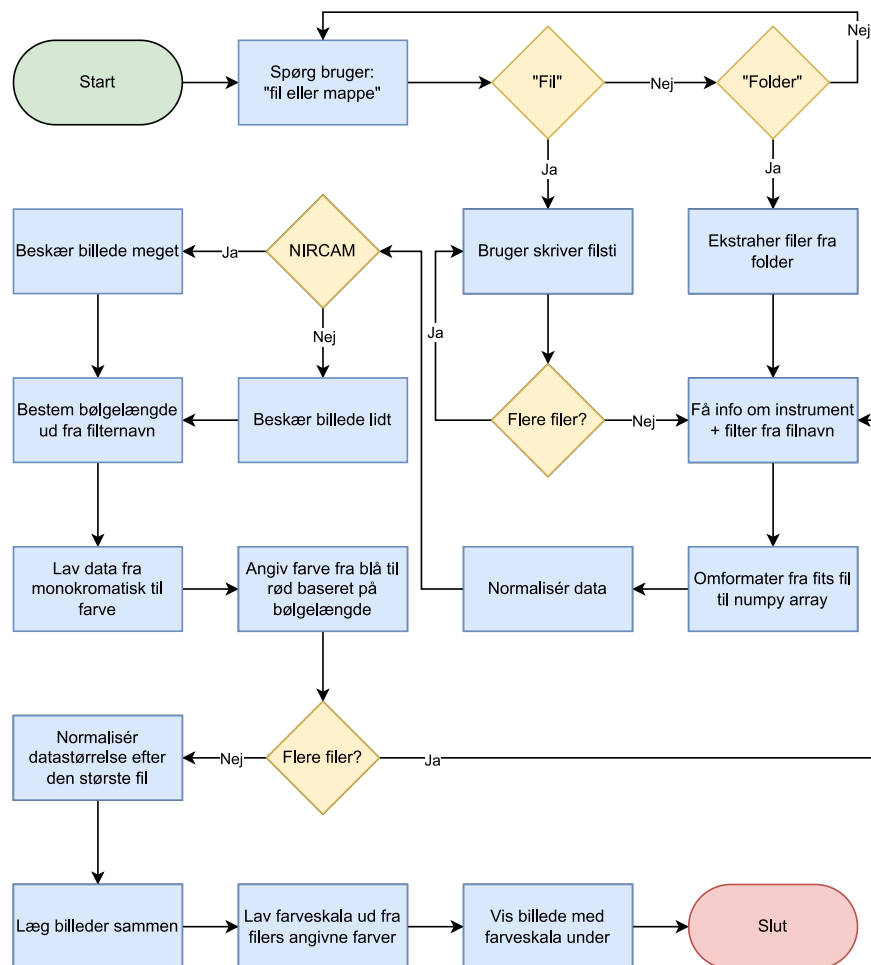 Nej
Start
Spørg bruger:
"fil eller mappe"
"Fil"
Nej
"Folder"
Ja
Ja
Beskær billede meget
Ja
NIRCAM
Bruger skriver filsti
Ekstraher filer fra
folder
Nej
Ja
Bestem bølgelængde
ud fra filternavn
Beskær billede lidt
Flere filer?
Nej
Få info om instrument
+ filter fra filnavn
Lav data fra
monokromatisk til
farve
Angiv farve fra blå til
rød baseret på
bølgelængde
Normalisér data
Omformater fra fits fil
til numpy array
Normalisér
datastørrelse efter
den største fil
Nej
Flere filer?
Ja
Læg billeder sammen
Lav farveskala ud fra
filers angivne farver
Vis billede med
farveskala under
Slut